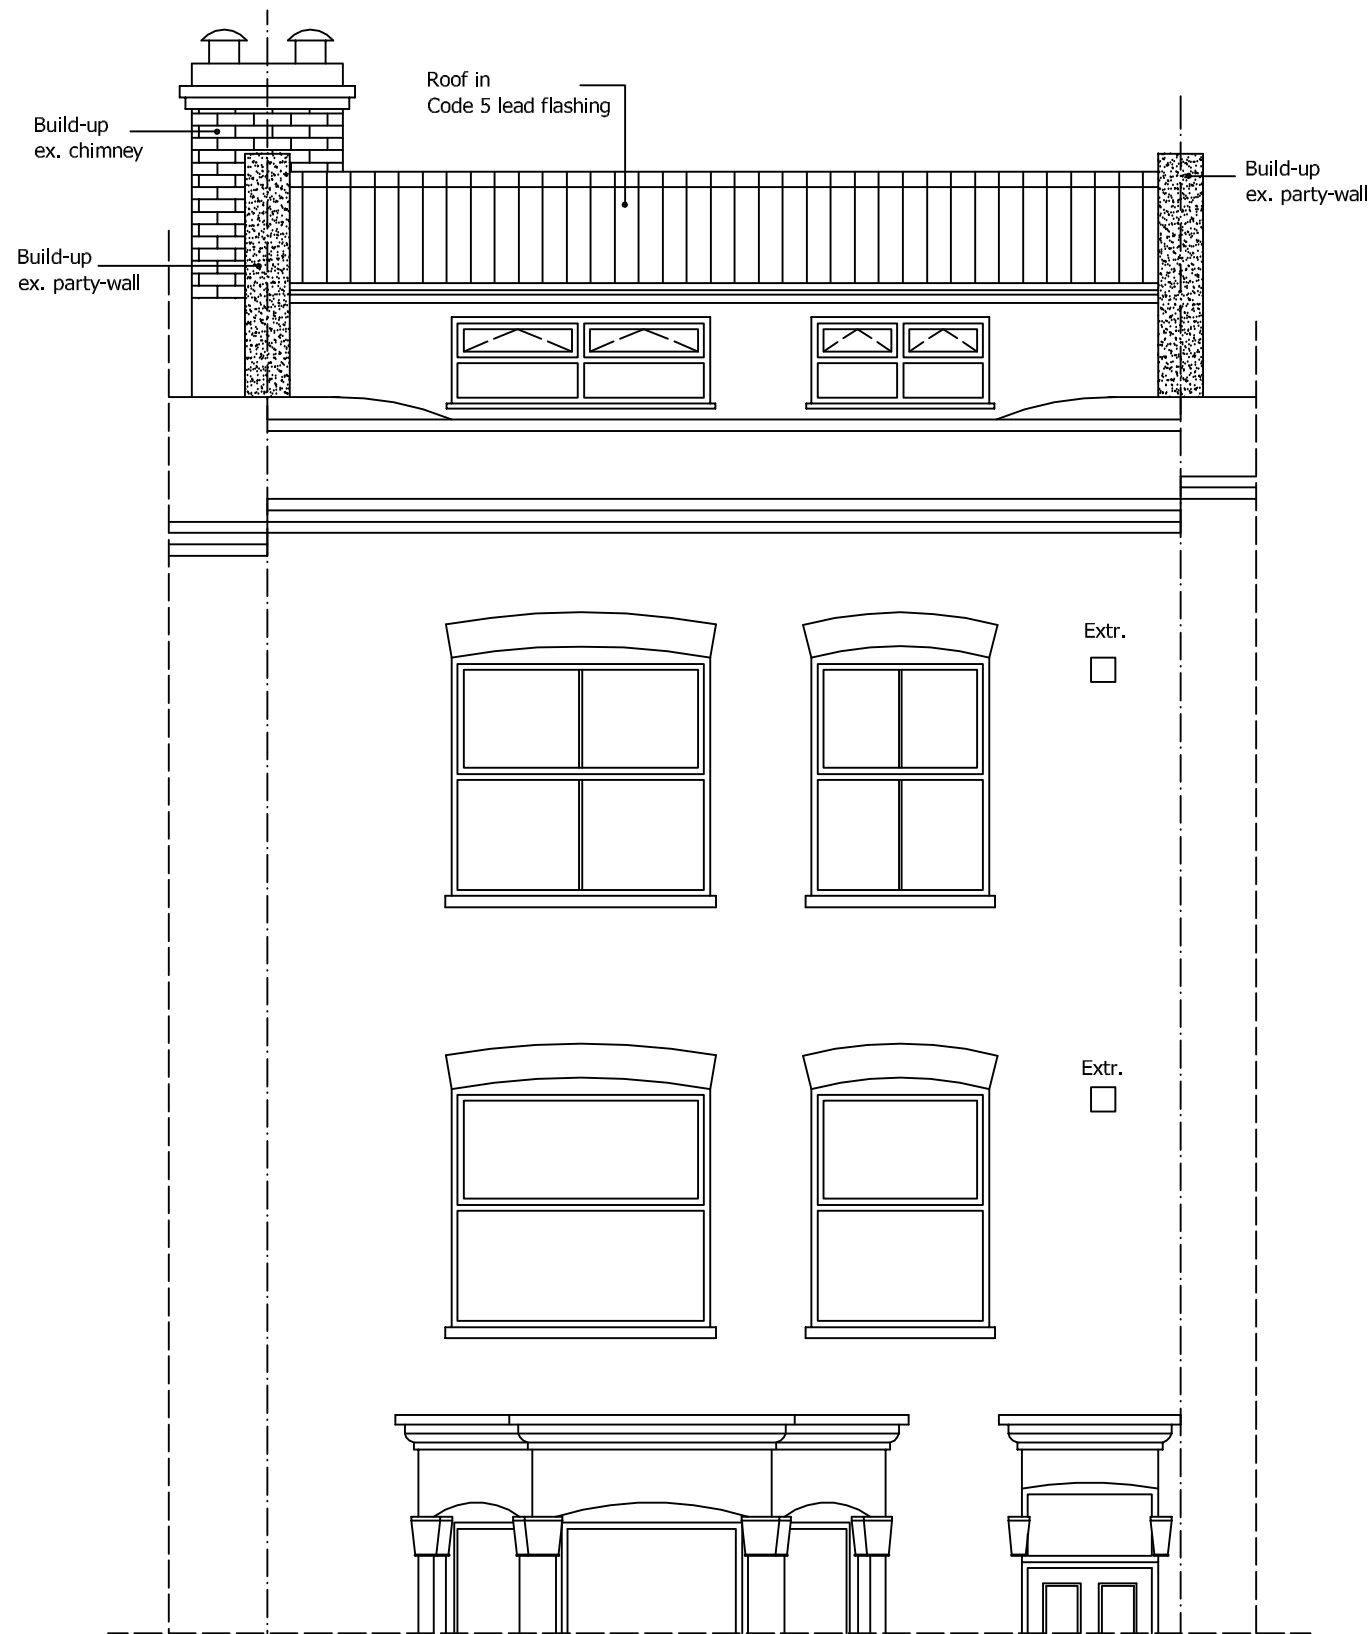 Roof in
Code 5 lead flashing
Build-up
ex. chimney
Build-up
ex. party-wall
Build-up
ex. party-wall
Extr.
Extr.